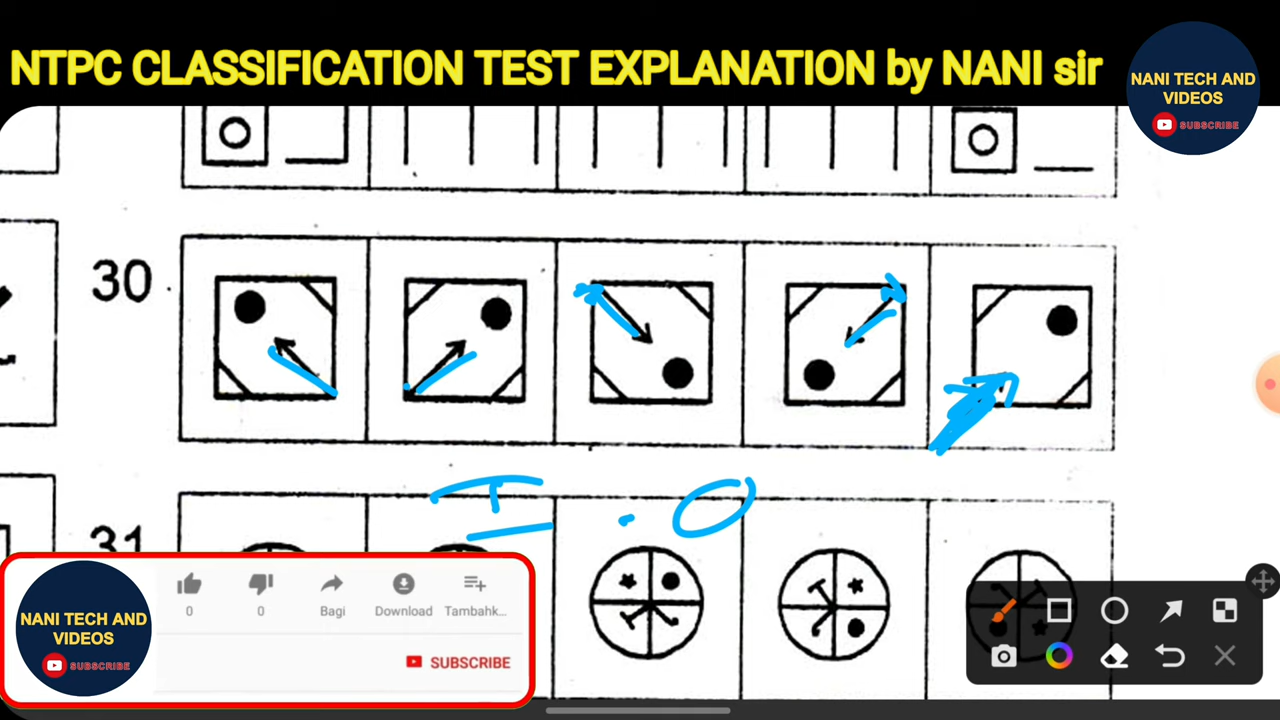 NTPC CLASSIFICATION TEST EXPLANATION by NANI sir
NANI TECH AND
VIDEOS
SUBSCRIBE
30
I . O
31
NANI TECH AND
VIDEOS
SUBSCRIBE
0
0
Bagi
Download
Tambahk...
SUBSCRIBE